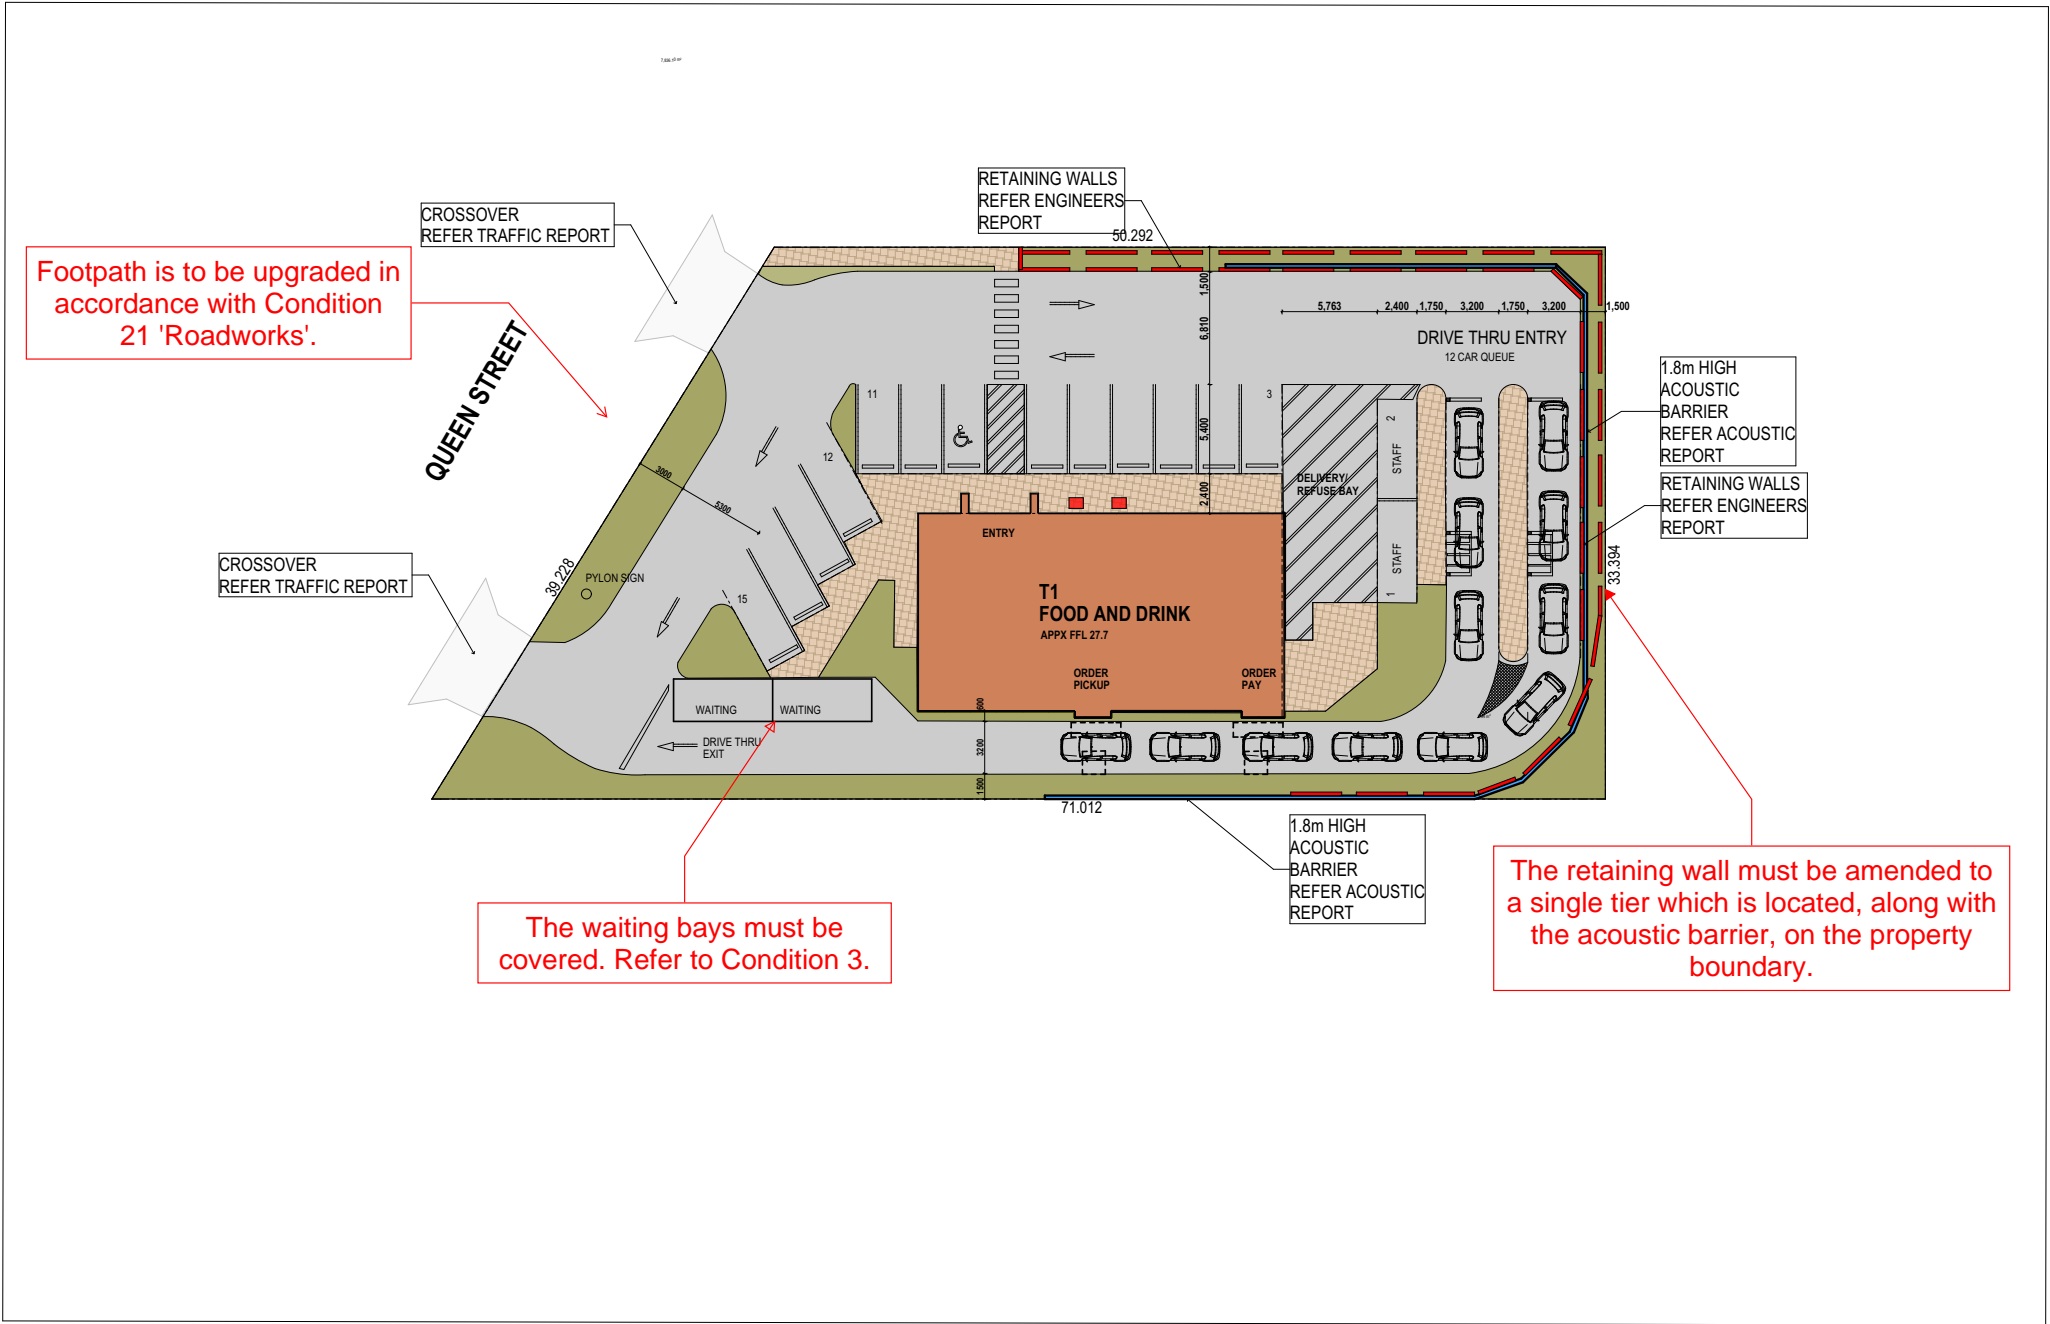 RETAINING WALLS
REFER ENGINEERS
REPORT
50.292
CROSSOVER
REFER TRAFFIC REPORT
Footpath is to be upgraded in
accordance with Condition
21 'Roadworks'.
QUEEN STREET
1,500
5,763
2,400
1,750
3,200
1,750
3,200
1,500
6,810
DRIVE THRU ENTRY
12 CAR QUEUE
1.8m HIGH
ACOUSTIC
BARRIER
REFER ACOUSTIC
REPORT
RETAINING WALLS
REFER ENGINEERS
REPORT
33.394
11
3
5,400
2
STAFF
12
DELIVERY/
REFUSE BAY
2,400
3000
5300
STAFF
1
ENTRY
CROSSOVER
REFER TRAFFIC REPORT
39.228
PYLON SIGN
15
T1
FOOD AND DRINK
APPX FFL 27.7
ORDER
PICKUP
ORDER
PAY
WAITING
WAITING
600
DRIVE THRU
EXIT
3200
1500
71.012
1.8m HIGH
ACOUSTIC
BARRIER
REFER ACOUSTIC
REPORT
The waiting bays must be
covered. Refer to Condition 3.
The retaining wall must be amended to
a single tier which is located, along with
the acoustic barrier, on the property
boundary.